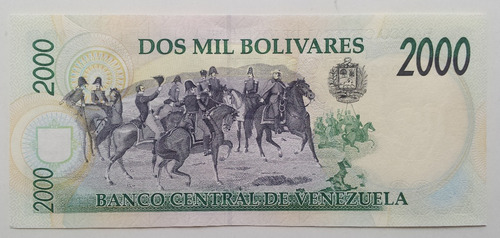 DOS MIL BOLIVARES
2000
2000
2000
BANCO CENTRAL DE VENEZUELA